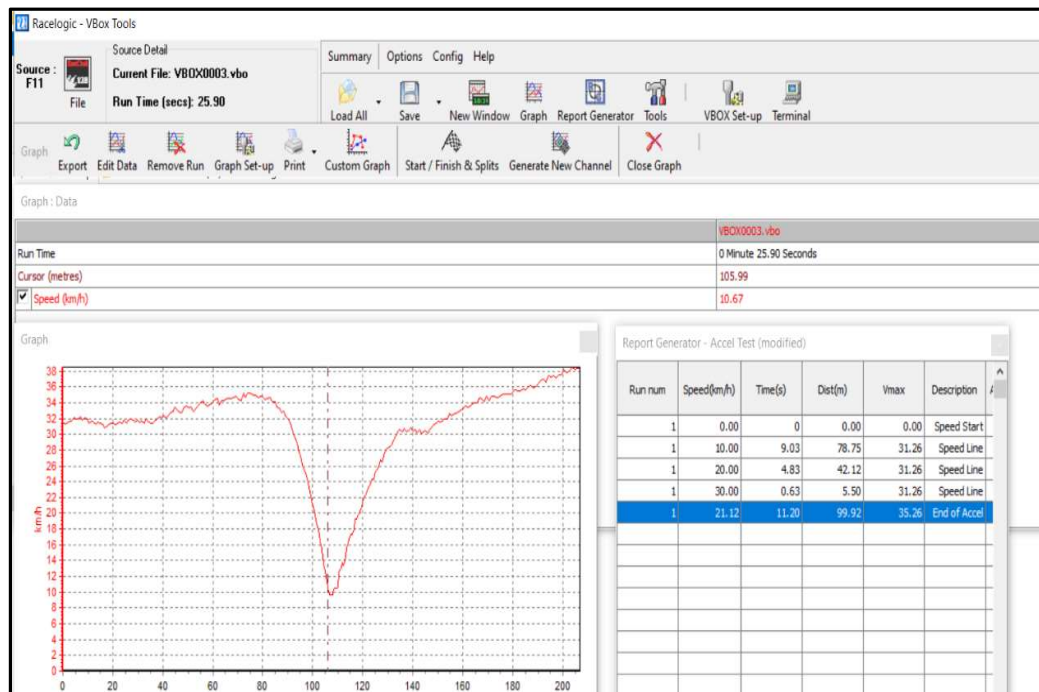 Racelogic - VBox Tools
Source : F11
File
Source Detail
Current File: VBOX0003.vbo
Run Time (secs): 25.90
Summary Options Config Help
Load All Save New Window Graph Report Generator Tools VBOX Set-up Terminal
Graph Export Edit Data Remove Run Graph Set-up Print Custom Graph Start / Finish & Splits Generate New Channel Close Graph
Graph : Data
VBOX0003.vbo
Run Time 0 Minute 25.90 Seconds
Cursor (metres) 105.99
Speed (km/h) 10.67
Graph
38
36
34
32
30
28
26
24
22
20
18
16
14
12
10
8
6
4
2
0
km/h
0 20 40 60 80 100 120 140 160 180 200
Report Generator - Accel Test (modified)
Run num Speed(km/h) Time(s) Dist(m) Vmax Description
1 0.00 0 0.00 0.00 Speed Start
1 10.00 9.03 78.75 31.26 Speed Line
1 20.00 4.83 42.12 31.26 Speed Line
1 30.00 0.63 5.50 31.26 Speed Line
1 21.12 11.20 99.92 35.26 End of Accel